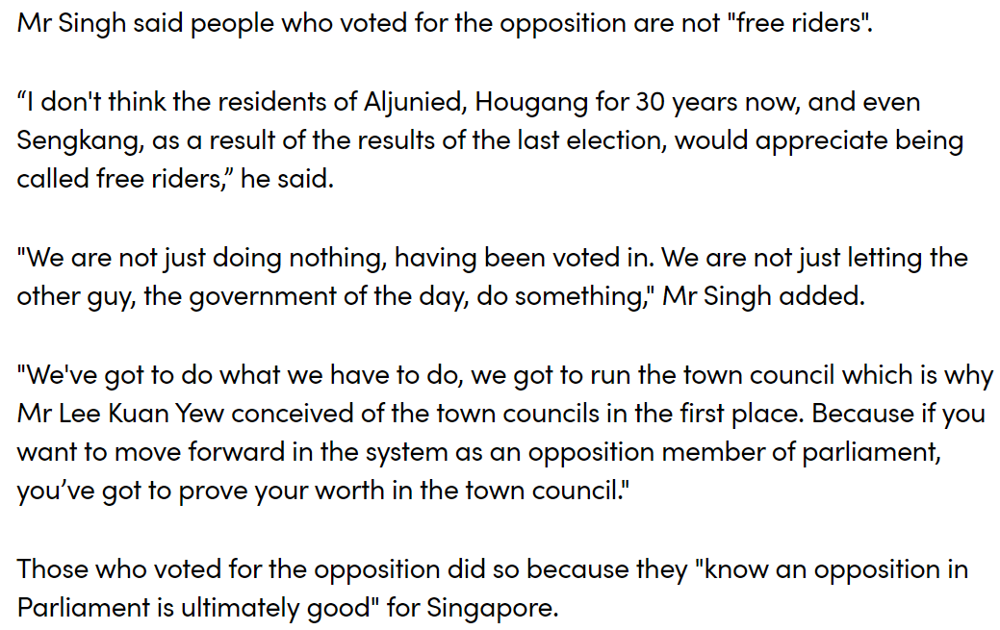 Mr Singh said people who voted for the opposition are not "free riders".
“I don't think the residents of Aljunied, Hougang for 30 years now, and even
Sengkang, as a result of the results of the last election, would appreciate being
called free riders,” he said.
"We are not just doing nothing, having been voted in. We are not just letting the
other guy, the government of the day, do something," Mr Singh added.
"We've got to do what we have to do, we got to run the town council which is why
Mr Lee Kuan Yew conceived of the town councils in the first place. Because if you
want to move forward in the system as an opposition member of parliament,
you’ve got to prove your worth in the town council."
Those who voted for the opposition did so because they "know an opposition in
Parliament is ultimately good" for Singapore.